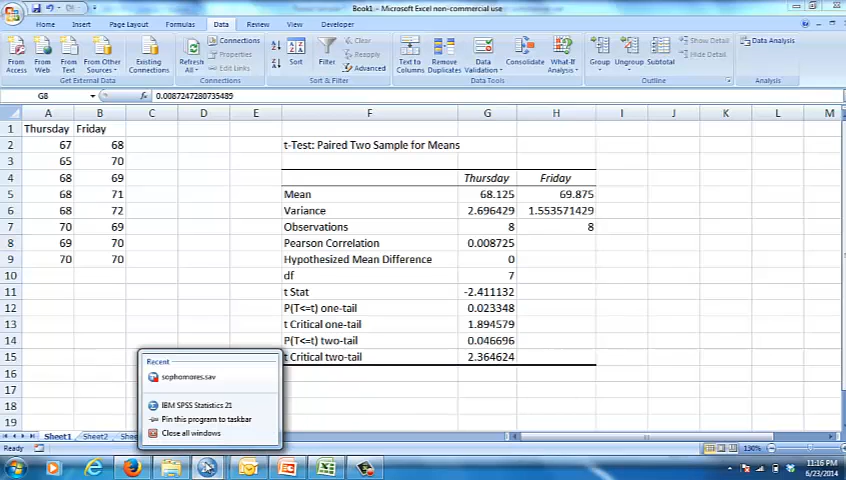 Book1 - Microsoft Excel non-commercial use
Home Insert Page Layout Formulas Data Review View Developer
From Access
From Web
From Text
From Other Sources
Existing Connections
Get External Data
Refresh All
Connections
Properties
Edit Links
Connections
Sort
Filter
Clear
Reapply
Advanced
Sort & Filter
Text to Columns
Remove Duplicates
Data Validation
Consolidate
What-If Analysis
Data Tools
Group
Ungroup
Subtotal
Show Detail
Hide Detail
Outline
Data Analysis
Analysis
G8 fx 0.0087247280735489
A B C D E F G H I J K L M
1 Thursday Friday
2 67 68 t-Test: Paired Two Sample for Means
3 65 70
4 68 69 Thursday Friday
5 68 71 Mean 68.125 69.875
6 68 72 Variance 2.696429 1.553571429
7 70 69 Observations 8 8
8 69 70 Pearson Correlation 0.008725
9 70 70 Hypothesized Mean Difference 0
10 df 7
11 t Stat -2.411132
12 P(T<=t) one-tail 0.023348
13 t Critical one-tail 1.894579
14 P(T<=t) two-tail 0.046696
15 t Critical two-tail 2.364624
16
17
18
19
Recent
sophomores.sav
IBM SPSS Statistics 21
Pin this program to taskbar
Close all windows
Sheet1 Sheet2 Shee
Ready 130%
11:16 PM
6/23/2014